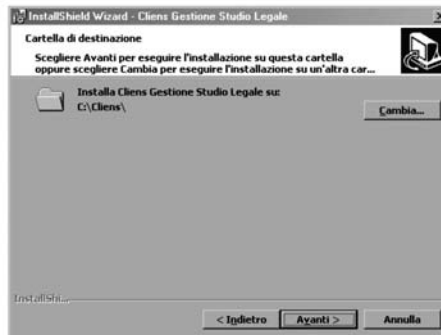 InstallShield Wizard - Cliens Gestione Studio Legale
Cartella di destinazione
Scegliere Avanti per eseguire l'installazione su questa cartella
oppure scegliere Cambia per eseguire l'installazione su un'altra car...
Installa Cliens Gestione Studio Legale su:
C:\Cliens\
Cambia...
InstallShi...
< Indietro
Avanti >
Annulla